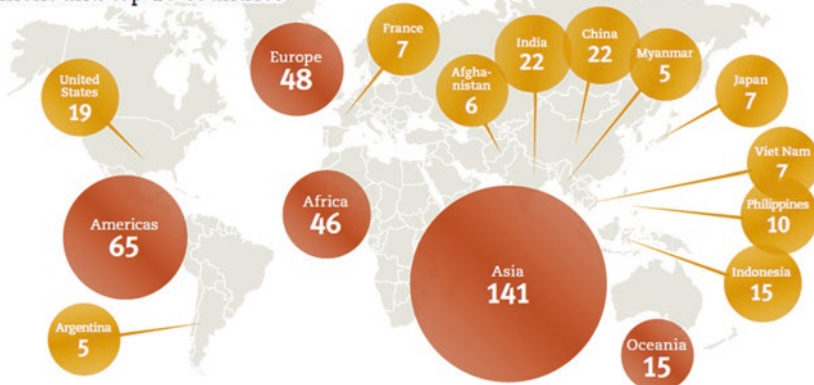 Europe
48
France
7
India
22
China
22
Myanmar
5
Afgha-
nistan
6
Japan
7
United
States
19
Viet Nam
7
Philippines
10
Indonesia
15
Americas
65
Africa
46
Asia
141
Argentina
5
Oceania
15